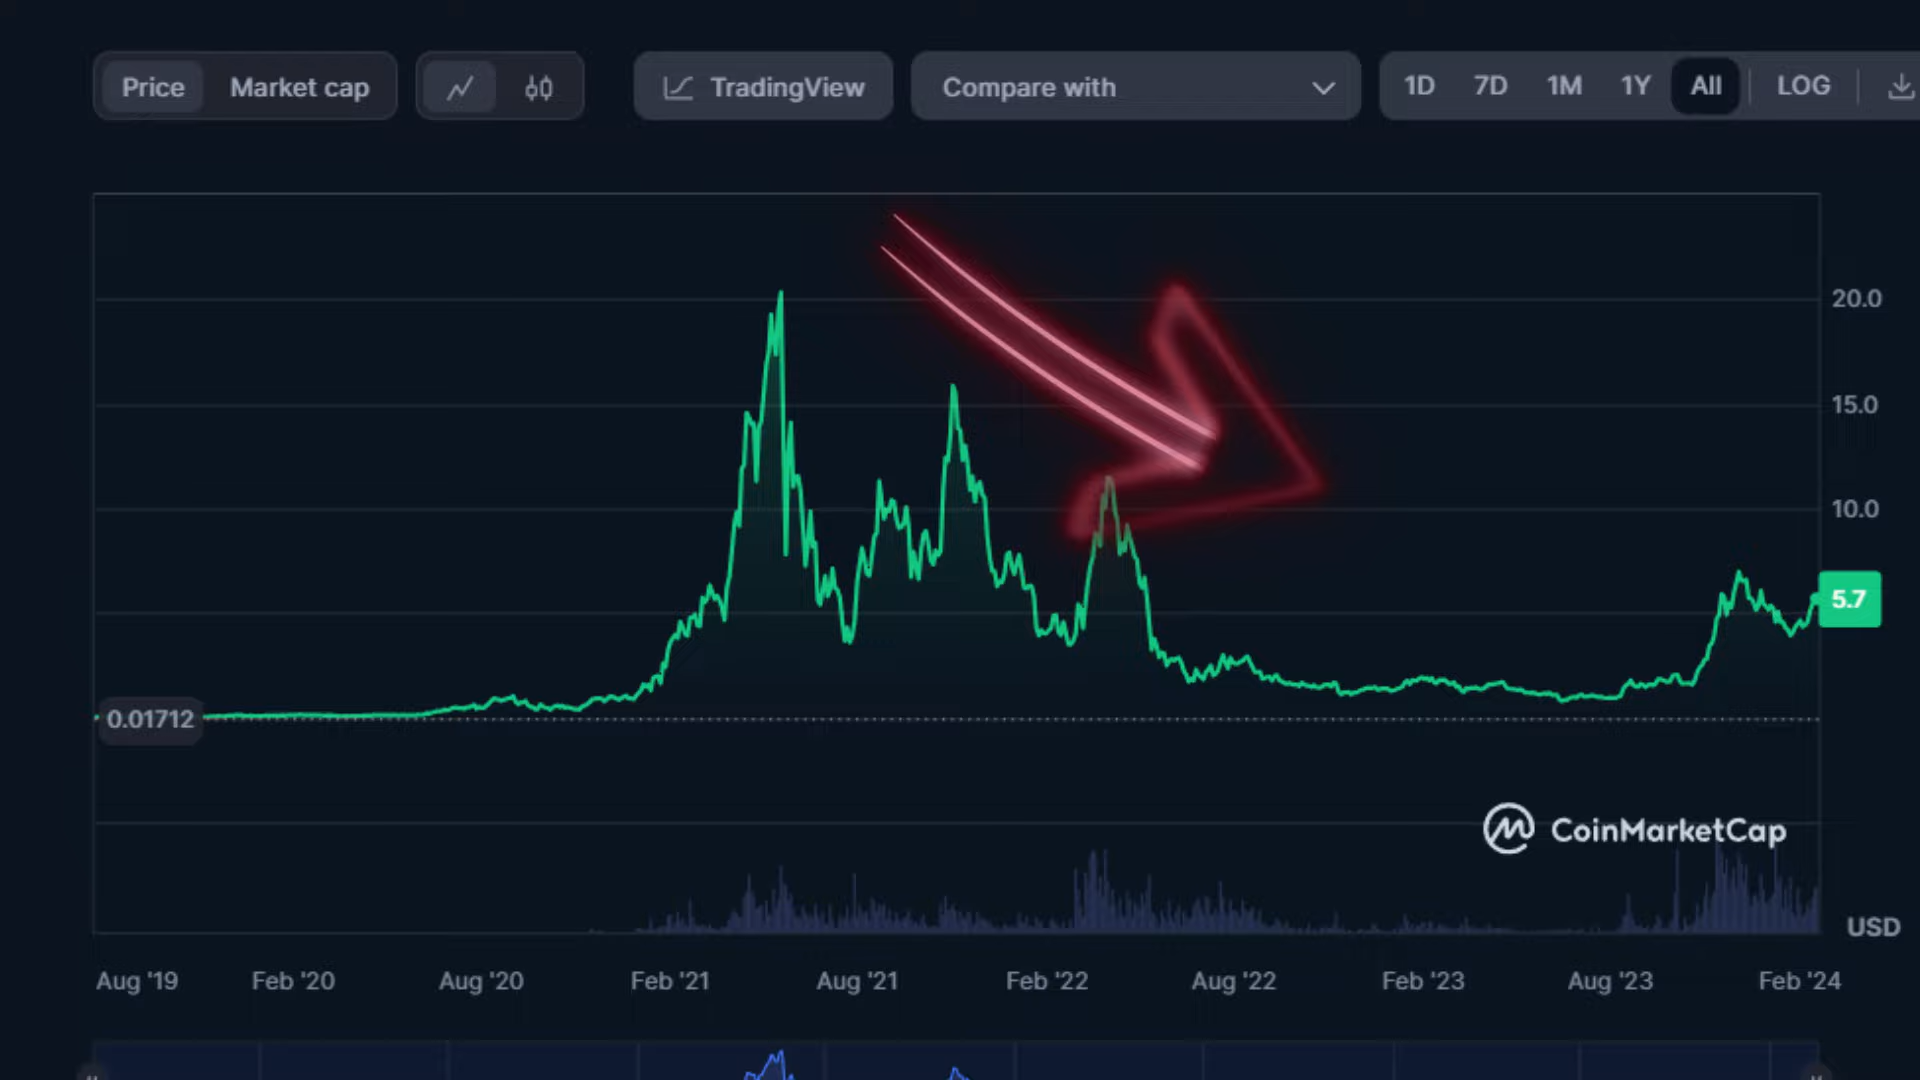 Price Market cap TradingView Compare with 1D 7D 1M 1Y All LOG
20.0
15.0
10.0
5.7
0.01712
CoinMarketCap
USD
Aug '19 Feb '20 Aug '20 Feb '21 Aug '21 Feb '22 Aug '22 Feb '23 Aug '23 Feb '24